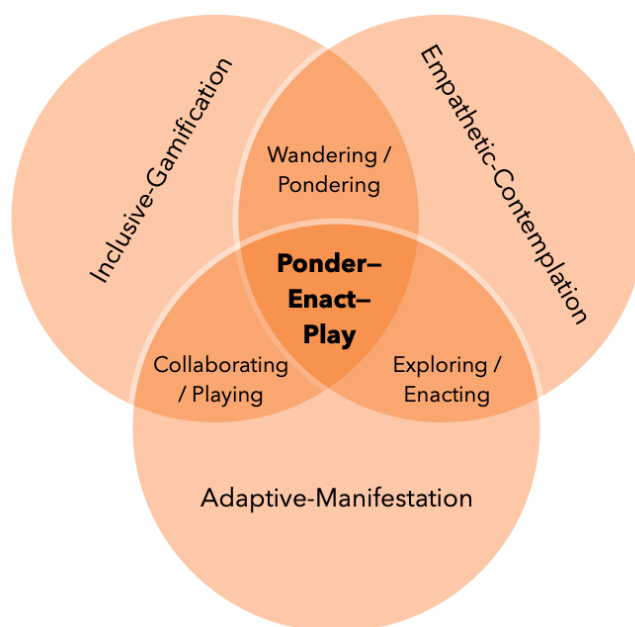 Inclusive-Gamification
Empathetic-Contemplation
Wandering /
Pondering
Ponder–
Enact–
Play
Collaborating
/ Playing
Exploring /
Enacting
Adaptive-Manifestation